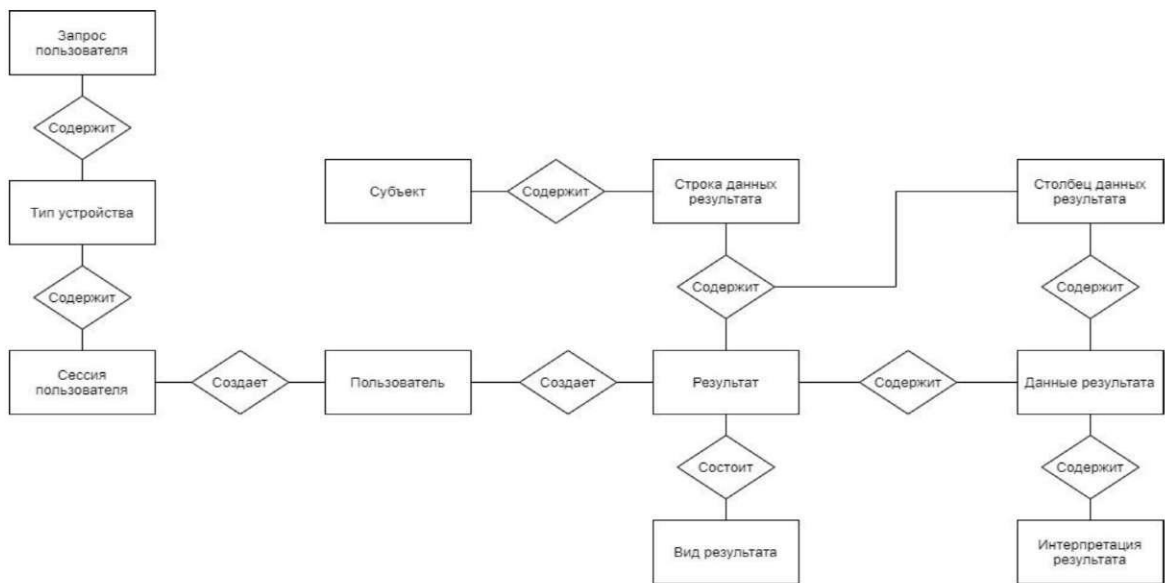 Запрос
пользователя
Содержит
Субъект
Содержит
Строка данных
результата
Столбец данных
результата
Тип устройства
Содержит
Содержит
Содержит
Сессия
пользователя
Создает
Пользователь
Создает
Результат
Содержит
Данные результата
Состоит
Содержит
Вид результата
Интерпретация
результата